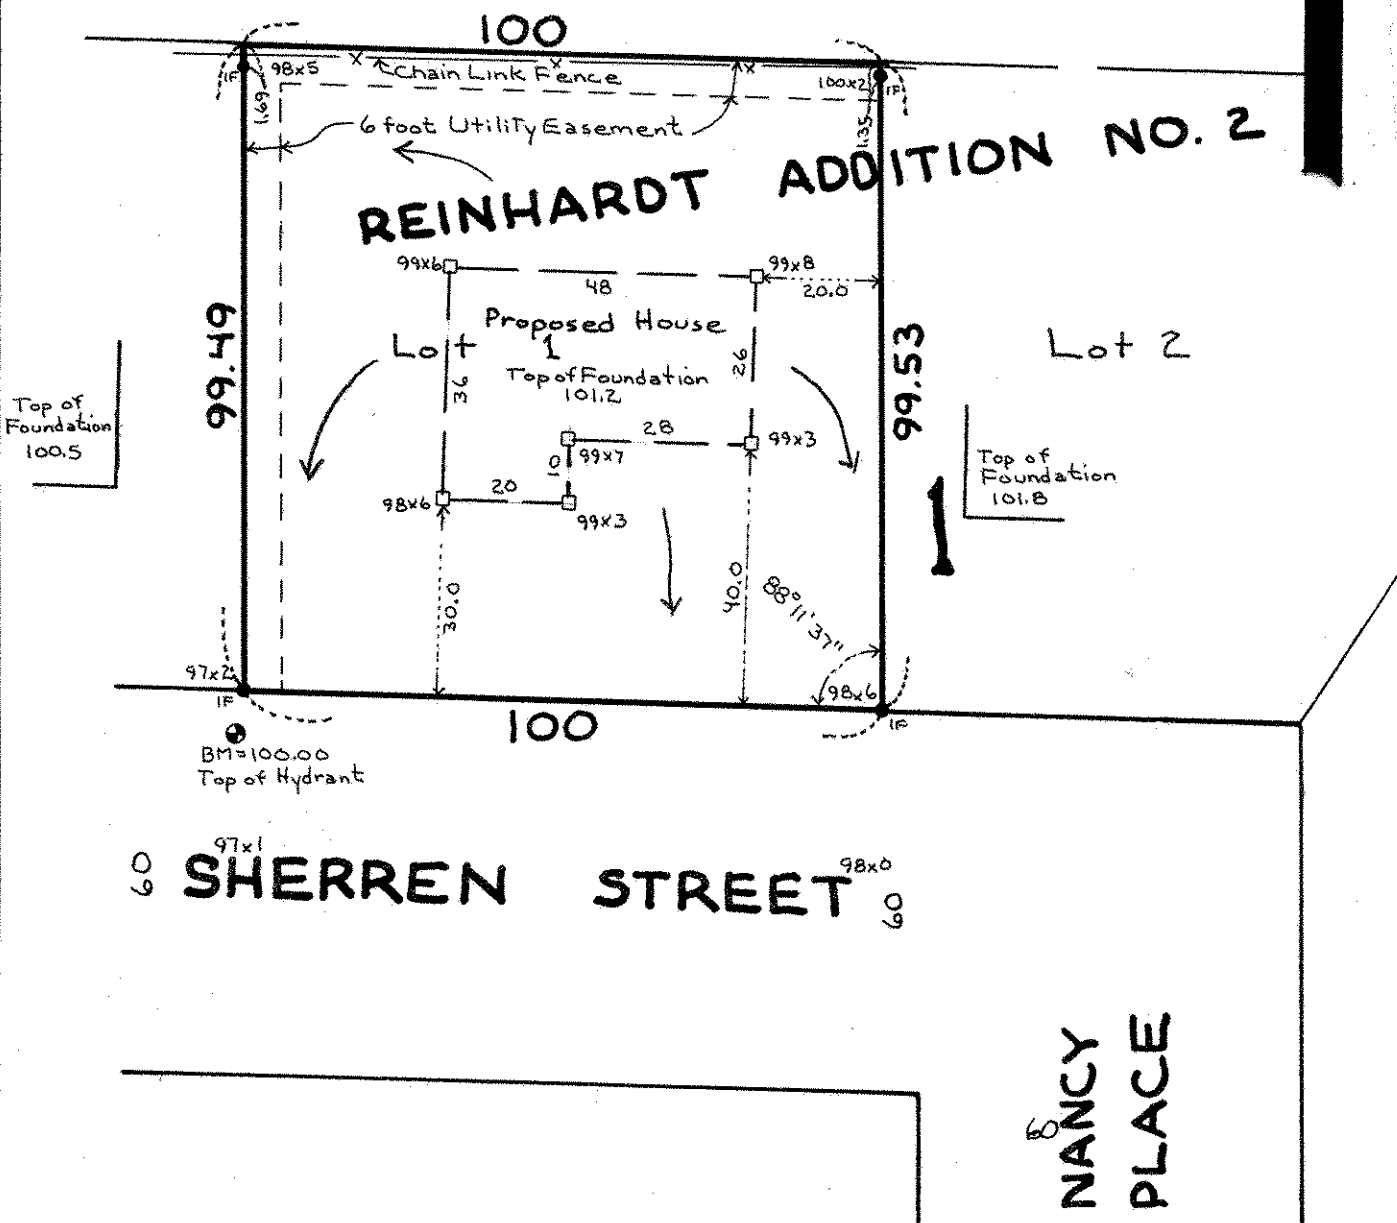 100
IF
98x5
Chain Link Fence
100x2
IF
1.69
1.35
6 foot Utility Easement
REINHARDT ADDITION NO. 2
99x6
99x8
48
20.0
Proposed House
Lot 1
Top of Foundation
101.2
36
26
99.49
99.53
Lot 2
Top of
Foundation
100.5
28
99x3
10
99x7
20
98x6
99x3
Top of
Foundation
101.8
1
30.0
40.0
88°11'37"
97x2
IF
98x6
IF
100
BM=100.00
Top of Hydrant
97x1
98x0
60
SHERREN STREET
60
60
NANCY
PLACE